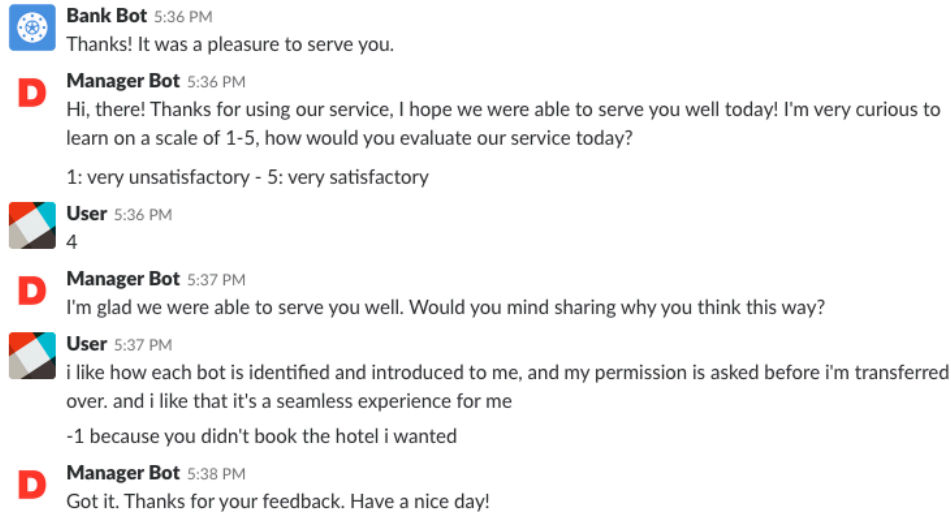 Bank Bot 5:36 PM
Thanks! It was a pleasure to serve you.
D
Manager Bot 5:36 PM
Hi, there! Thanks for using our service, I hope we were able to serve you well today! I'm very curious to
learn on a scale of 1-5, how would you evaluate our service today?
1: very unsatisfactory - 5: very satisfactory
User 5:36 PM
4
D
Manager Bot 5:37 PM
I'm glad we were able to serve you well. Would you mind sharing why you think this way?
User 5:37 PM
i like how each bot is identified and introduced to me, and my permission is asked before i'm transferred
over. and i like that it's a seamless experience for me
-1 because you didn't book the hotel i wanted
D
Manager Bot 5:38 PM
Got it. Thanks for your feedback. Have a nice day!